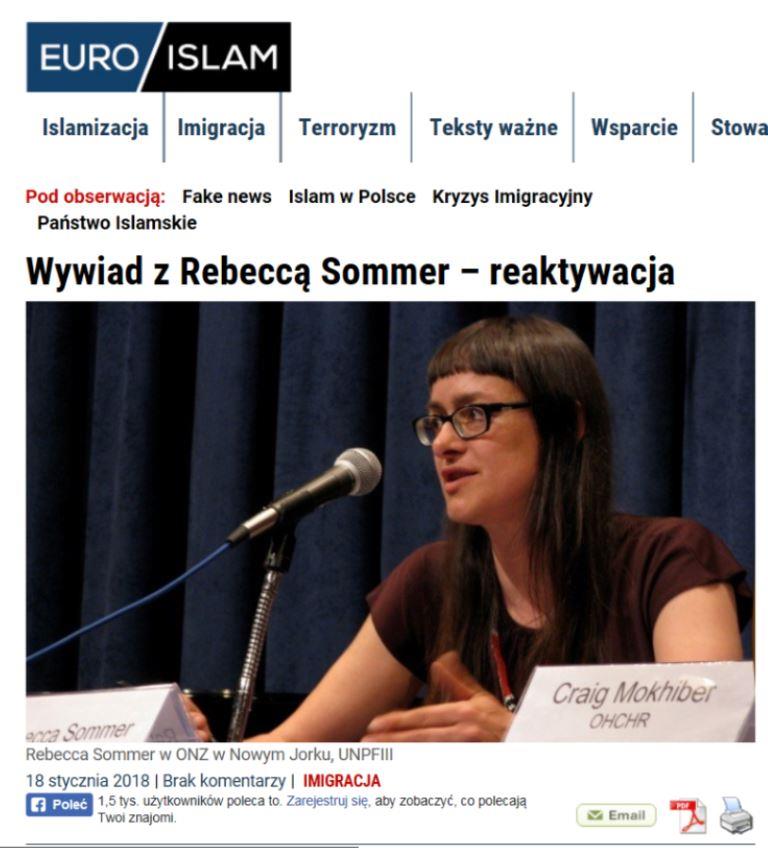 EURO/ISLAM
Islamizacja Imigracja Terroryzm Teksty ważne Wsparcie Stowa
Pod obserwacją: Fake news Islam w Polsce Kryzys Imigracyjny
Państwo Islamskie
Wywiad z Rebeccą Sommer – reaktywacja
ecca Sommer
Craig Mokhiber
OHCHR
Rebecca Sommer w ONZ w Nowym Jorku, UNPFIII
18 stycznia 2018 | Brak komentarzy | IMIGRACJA
Poleć 1,5 tys. użytkowników poleca to. Zarejestruj się, aby zobaczyć, co polecają
Twoi znajomi.
Email
PDF